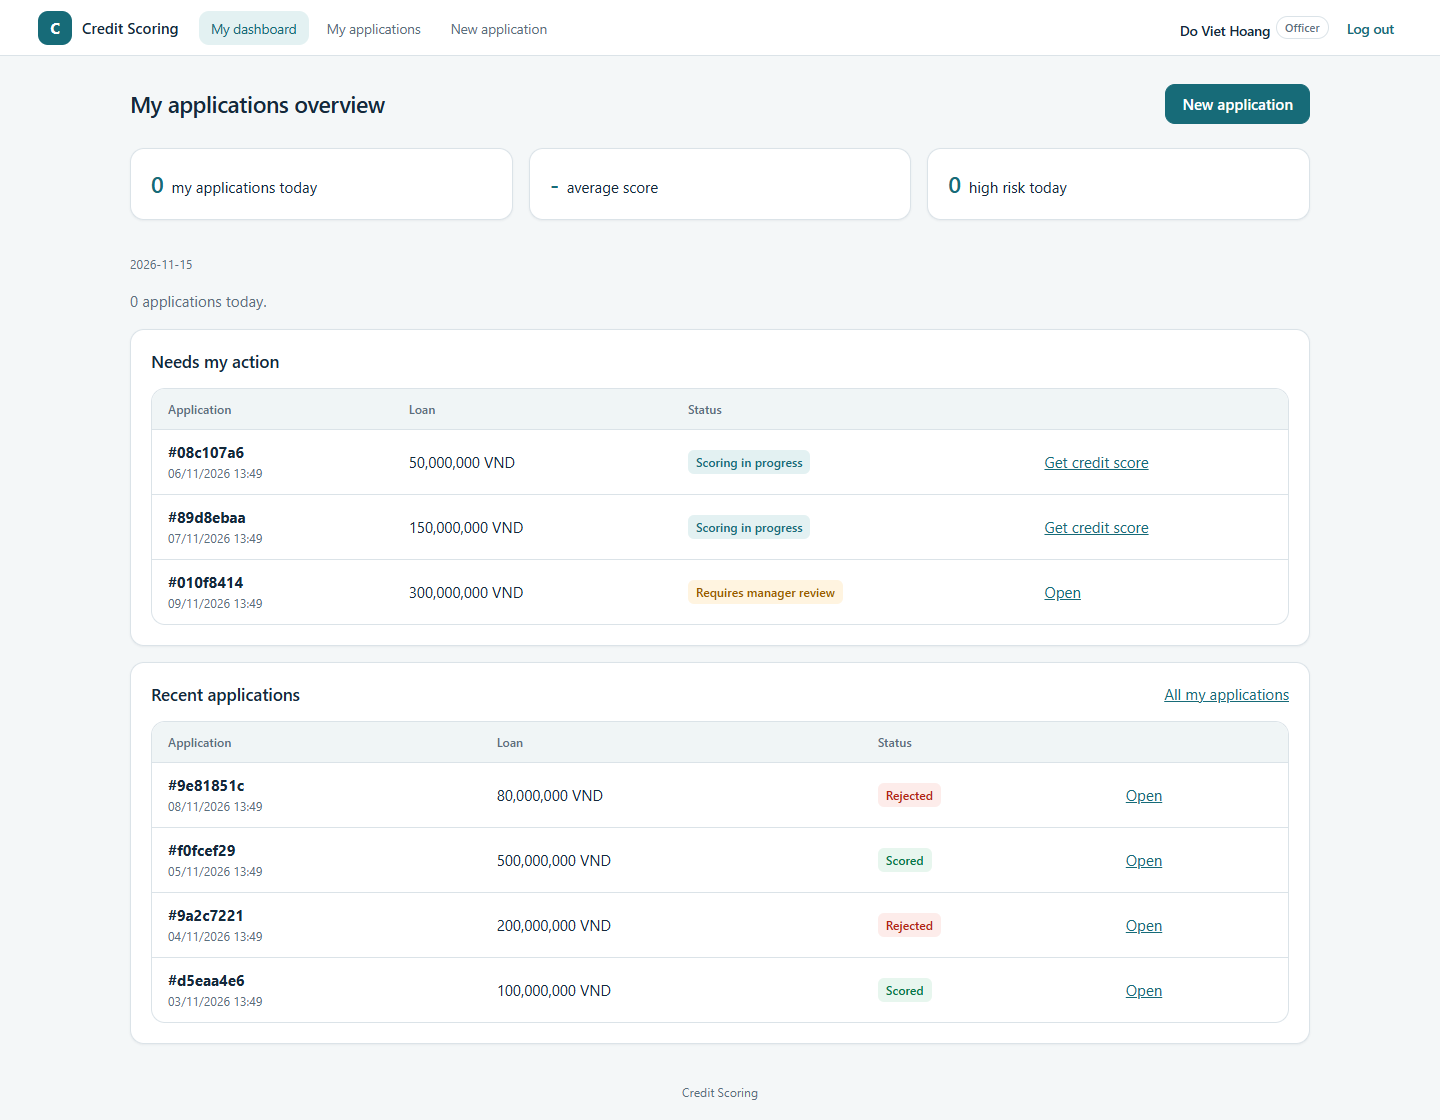 C Credit Scoring My dashboard My applications New application Do Viet Hoang Officer Log out
My applications overview New application
0 my applications today - average score 0 high risk today
2026-11-15
0 applications today.
Needs my action
Application Loan Status
#08c107a6
06/11/2026 13:49
50,000,000 VND Scoring in progress Get credit score
#89d8ebaa
07/11/2026 13:49
150,000,000 VND Scoring in progress Get credit score
#010f8414
09/11/2026 13:49
300,000,000 VND Requires manager review Open
Recent applications All my applications
Application Loan Status
#9e81851c
08/11/2026 13:49
80,000,000 VND Rejected Open
#f0fcef29
05/11/2026 13:49
500,000,000 VND Scored Open
#9a2c7221
04/11/2026 13:49
200,000,000 VND Rejected Open
#d5eaa4e6
03/11/2026 13:49
100,000,000 VND Scored Open
Credit Scoring